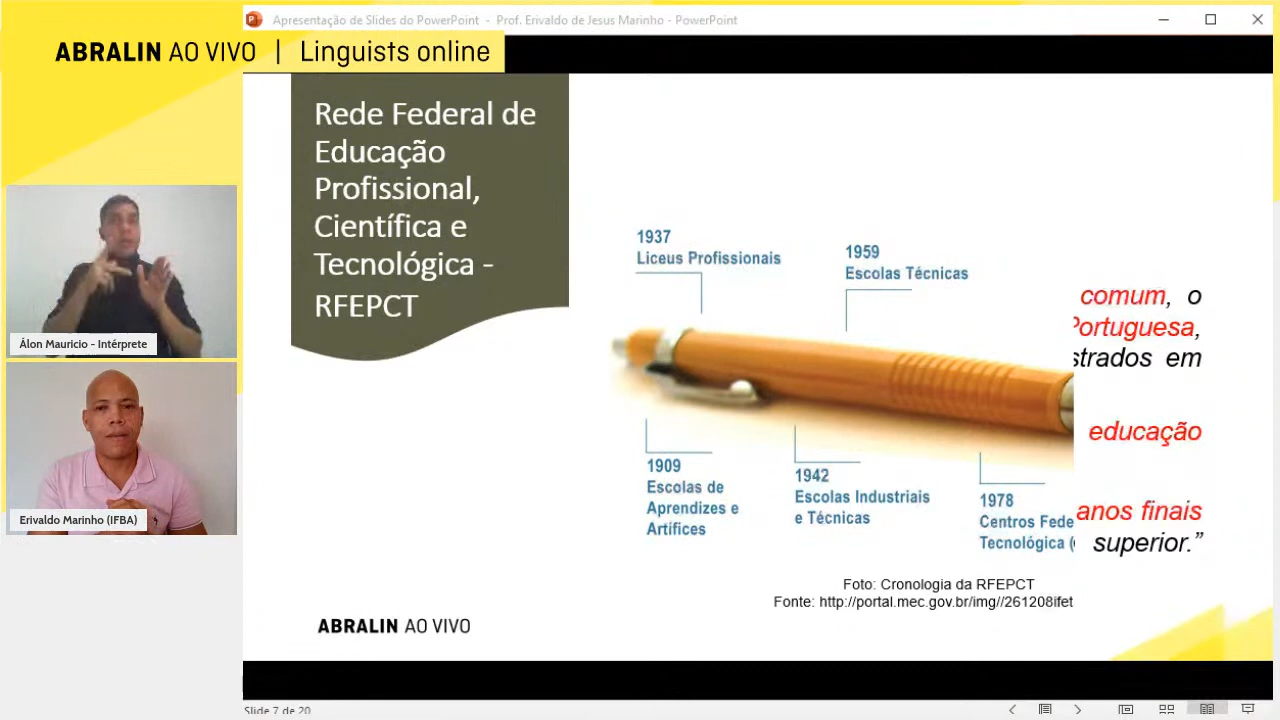 Apresentação de Slides do PowerPoint - Prof. Erivaldo de Jesus Marinho - PowerPoint
ABRALIN AO VIVO | Linguists online
Rede Federal de
Educação
Profissional,
Científica e
Tecnológica -
RFEPCT
1937
Liceus Profissionais
1959
Escolas Técnicas
comum, o
Portuguesa,
strados em
educação
anos finais
superior.”
1909
Escolas de
Aprendizes e
Artífices
1942
Escolas Industriais
e Técnicas
1978
Centros Fede
Tecnológica (
Foto: Cronologia da RFEPCT
Fonte: http://portal.mec.gov.br/img//261208ifet
ABRALIN AO VIVO
Álon Mauricio - Intérprete
Erivaldo Marinho (IFBA)
Slide 7 de 20